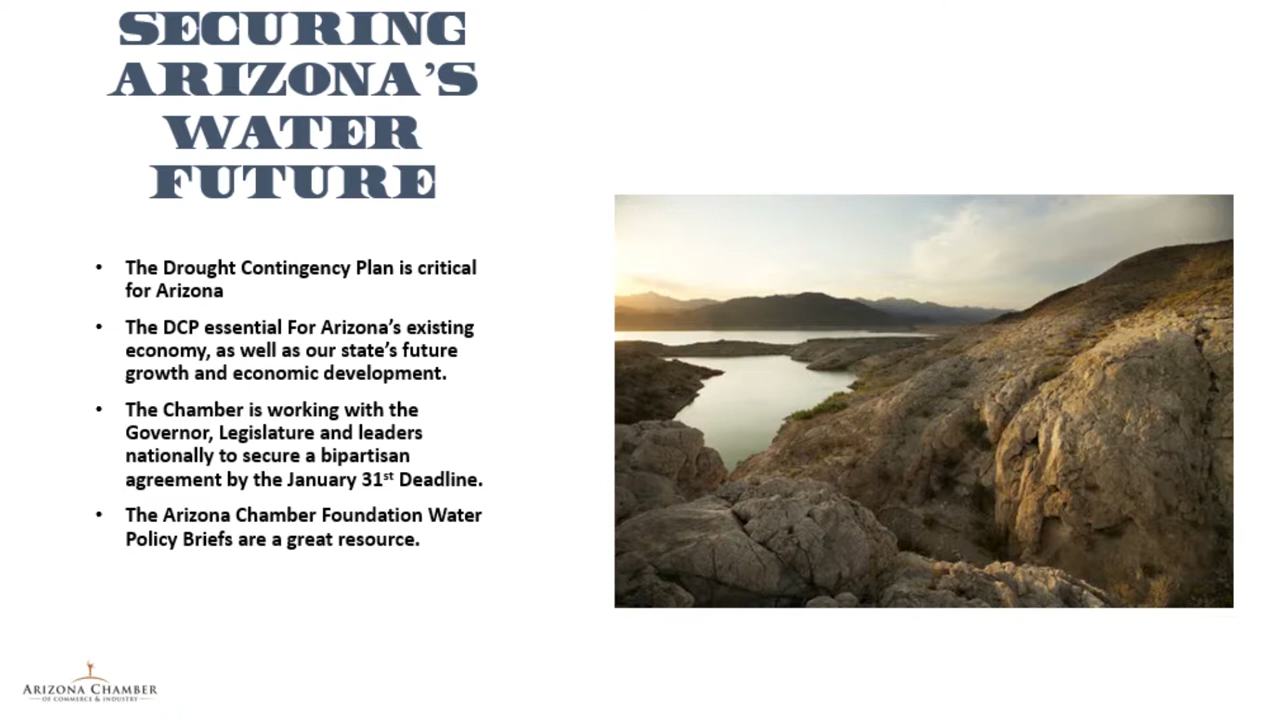 SECURING
ARIZONA'S
WATER
FUTURE
• The Drought Contingency Plan is critical
for Arizona
• The DCP essential For Arizona's existing
economy, as well as our state's future
growth and economic development.
• The Chamber is working with the
Governor, Legislature and leaders
nationally to secure a bipartisan
agreement by the January 31st Deadline.
• The Arizona Chamber Foundation Water
Policy Briefs are a great resource.
ARIZONA CHAMBER
OF COMMERCE & INDUSTRY